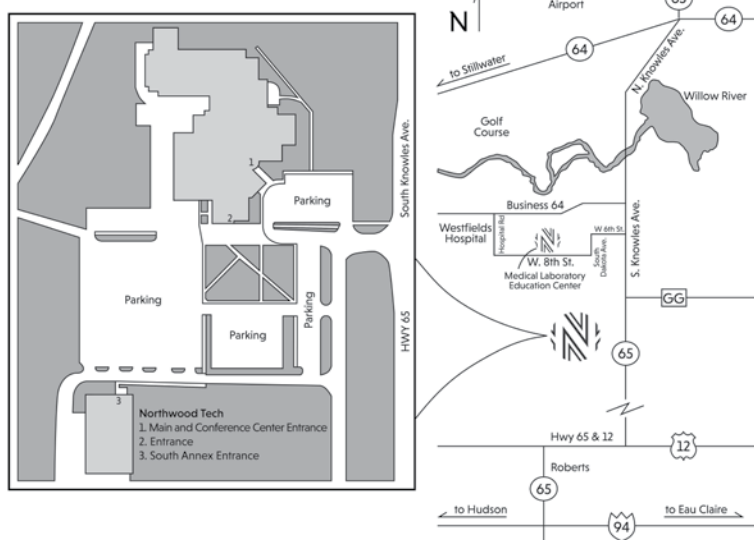 Airport
65
64
N
64
to Stillwater
N. Knowles Ave.
Willow River
Golf
Course
South Knowles Ave.
1
Parking
2
Business 64
Westfields
Hospital
Hospital Rd
W 6th St.
South
Dakota Ave.
S. Knowles Ave.
W. 8th St.
Medical Laboratory
Education Center
Parking
Parking
Parking
HWY 65
GG
N
65
3
Northwood Tech
1. Main and Conference Center Entrance
2. Entrance
3. South Annex Entrance
Hwy 65 & 12
12
Roberts
65
to Hudson
to Eau Claire
94